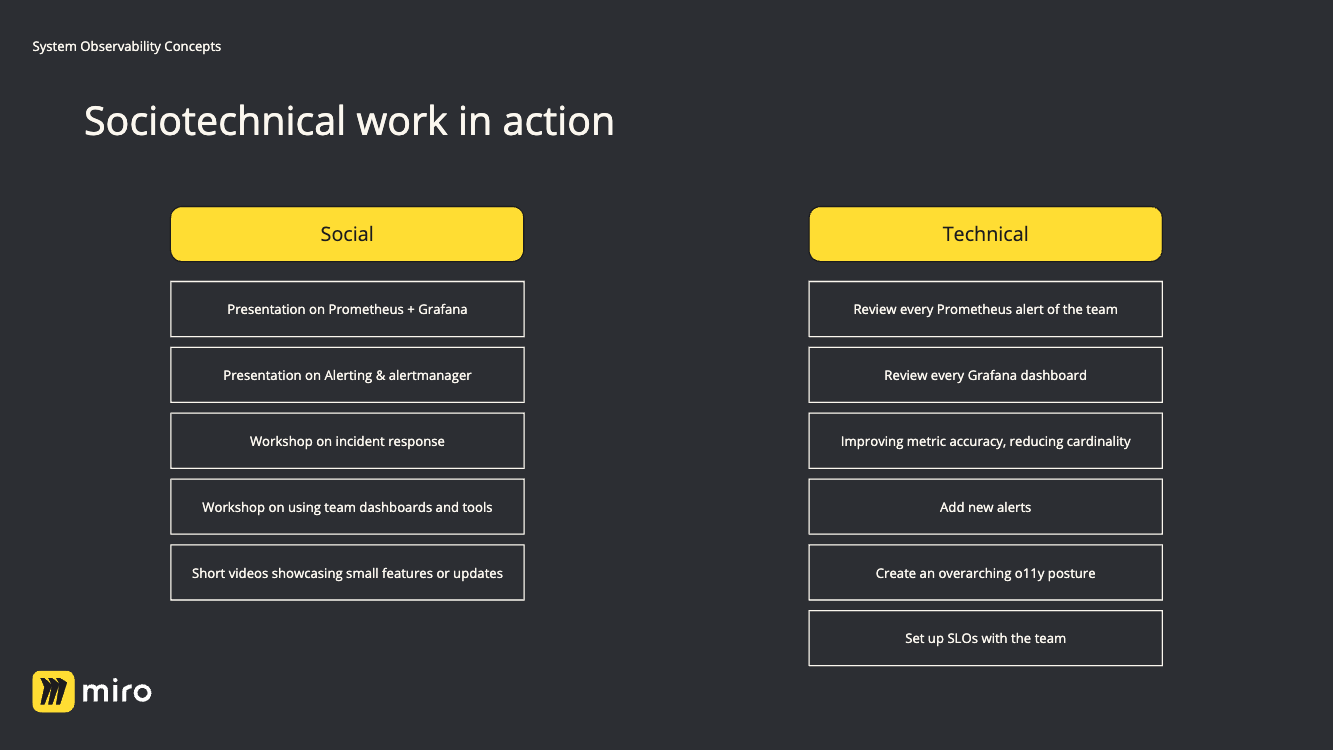 System Observability Concepts
Sociotechnical work in action
Social
Presentation on Prometheus + Grafana
Presentation on Alerting & alertmanager
Workshop on incident response
Workshop on using team dashboards and tools
Short videos showcasing small features or updates
Technical
Review every Prometheus alert of the team
Review every Grafana dashboard
Improving metric accuracy, reducing cardinality
Add new alerts
Create an overarching o11y posture
Set up SLOs with the team
miro